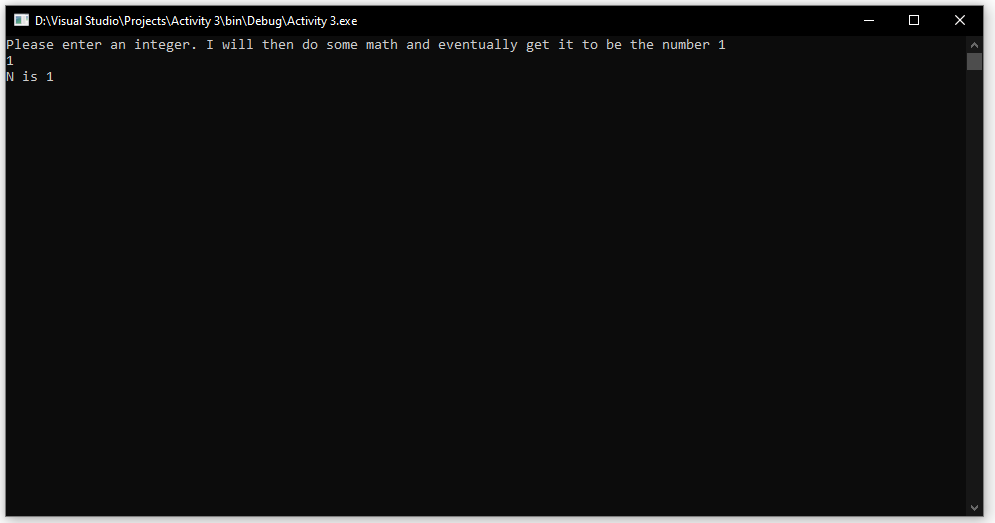 D:\Visual Studio\Projects\Activity 3\bin\Debug\Activity 3.exe
Please enter an integer. I will then do some math and eventually get it to be the number 1
1
N is 1